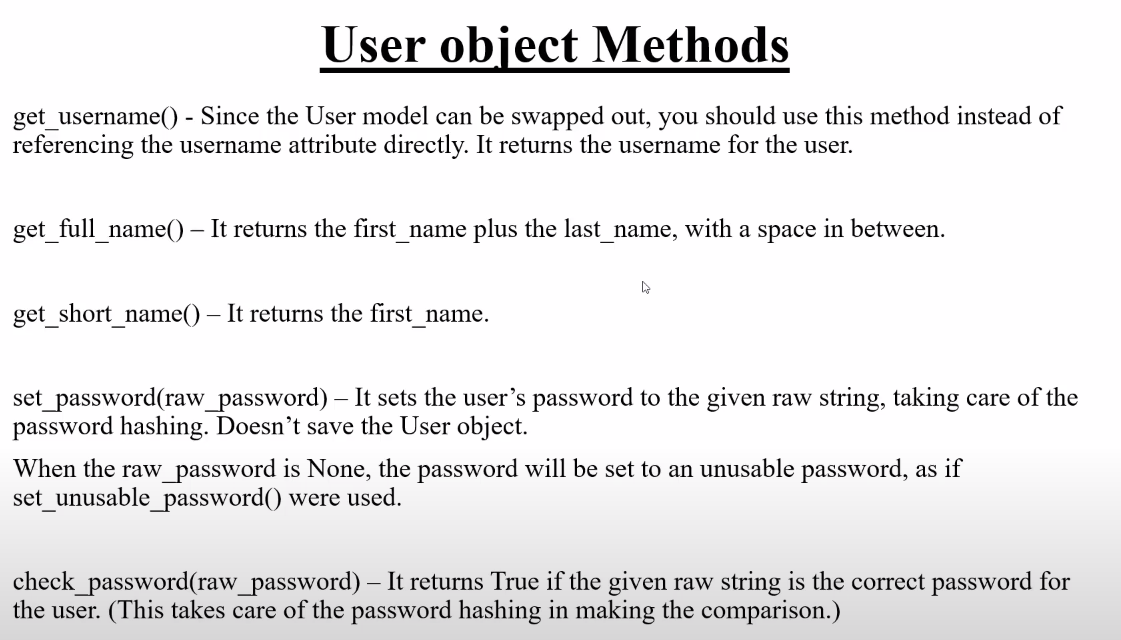 User object Methods
get_username() - Since the User model can be swapped out, you should use this method instead of
referencing the username attribute directly. It returns the username for the user.
get_full_name() – It returns the first_name plus the last_name, with a space in between.
get_short_name() – It returns the first_name.
set_password(raw_password) – It sets the user’s password to the given raw string, taking care of the
password hashing. Doesn’t save the User object.
When the raw_password is None, the password will be set to an unusable password, as if
set_unusable_password() were used.
check_password(raw_password) – It returns True if the given raw string is the correct password for
the user. (This takes care of the password hashing in making the comparison.)